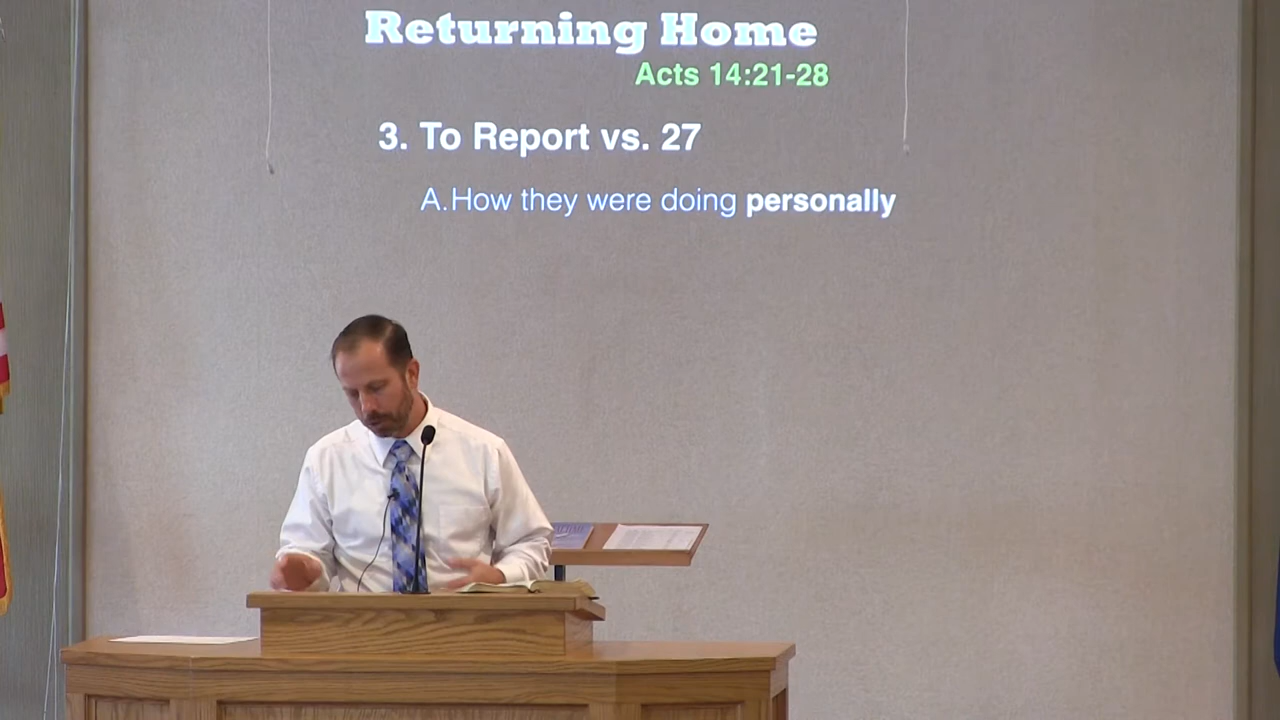 Returning Home
Acts 14:21-28
3. To Report vs. 27
A.How they were doing personally